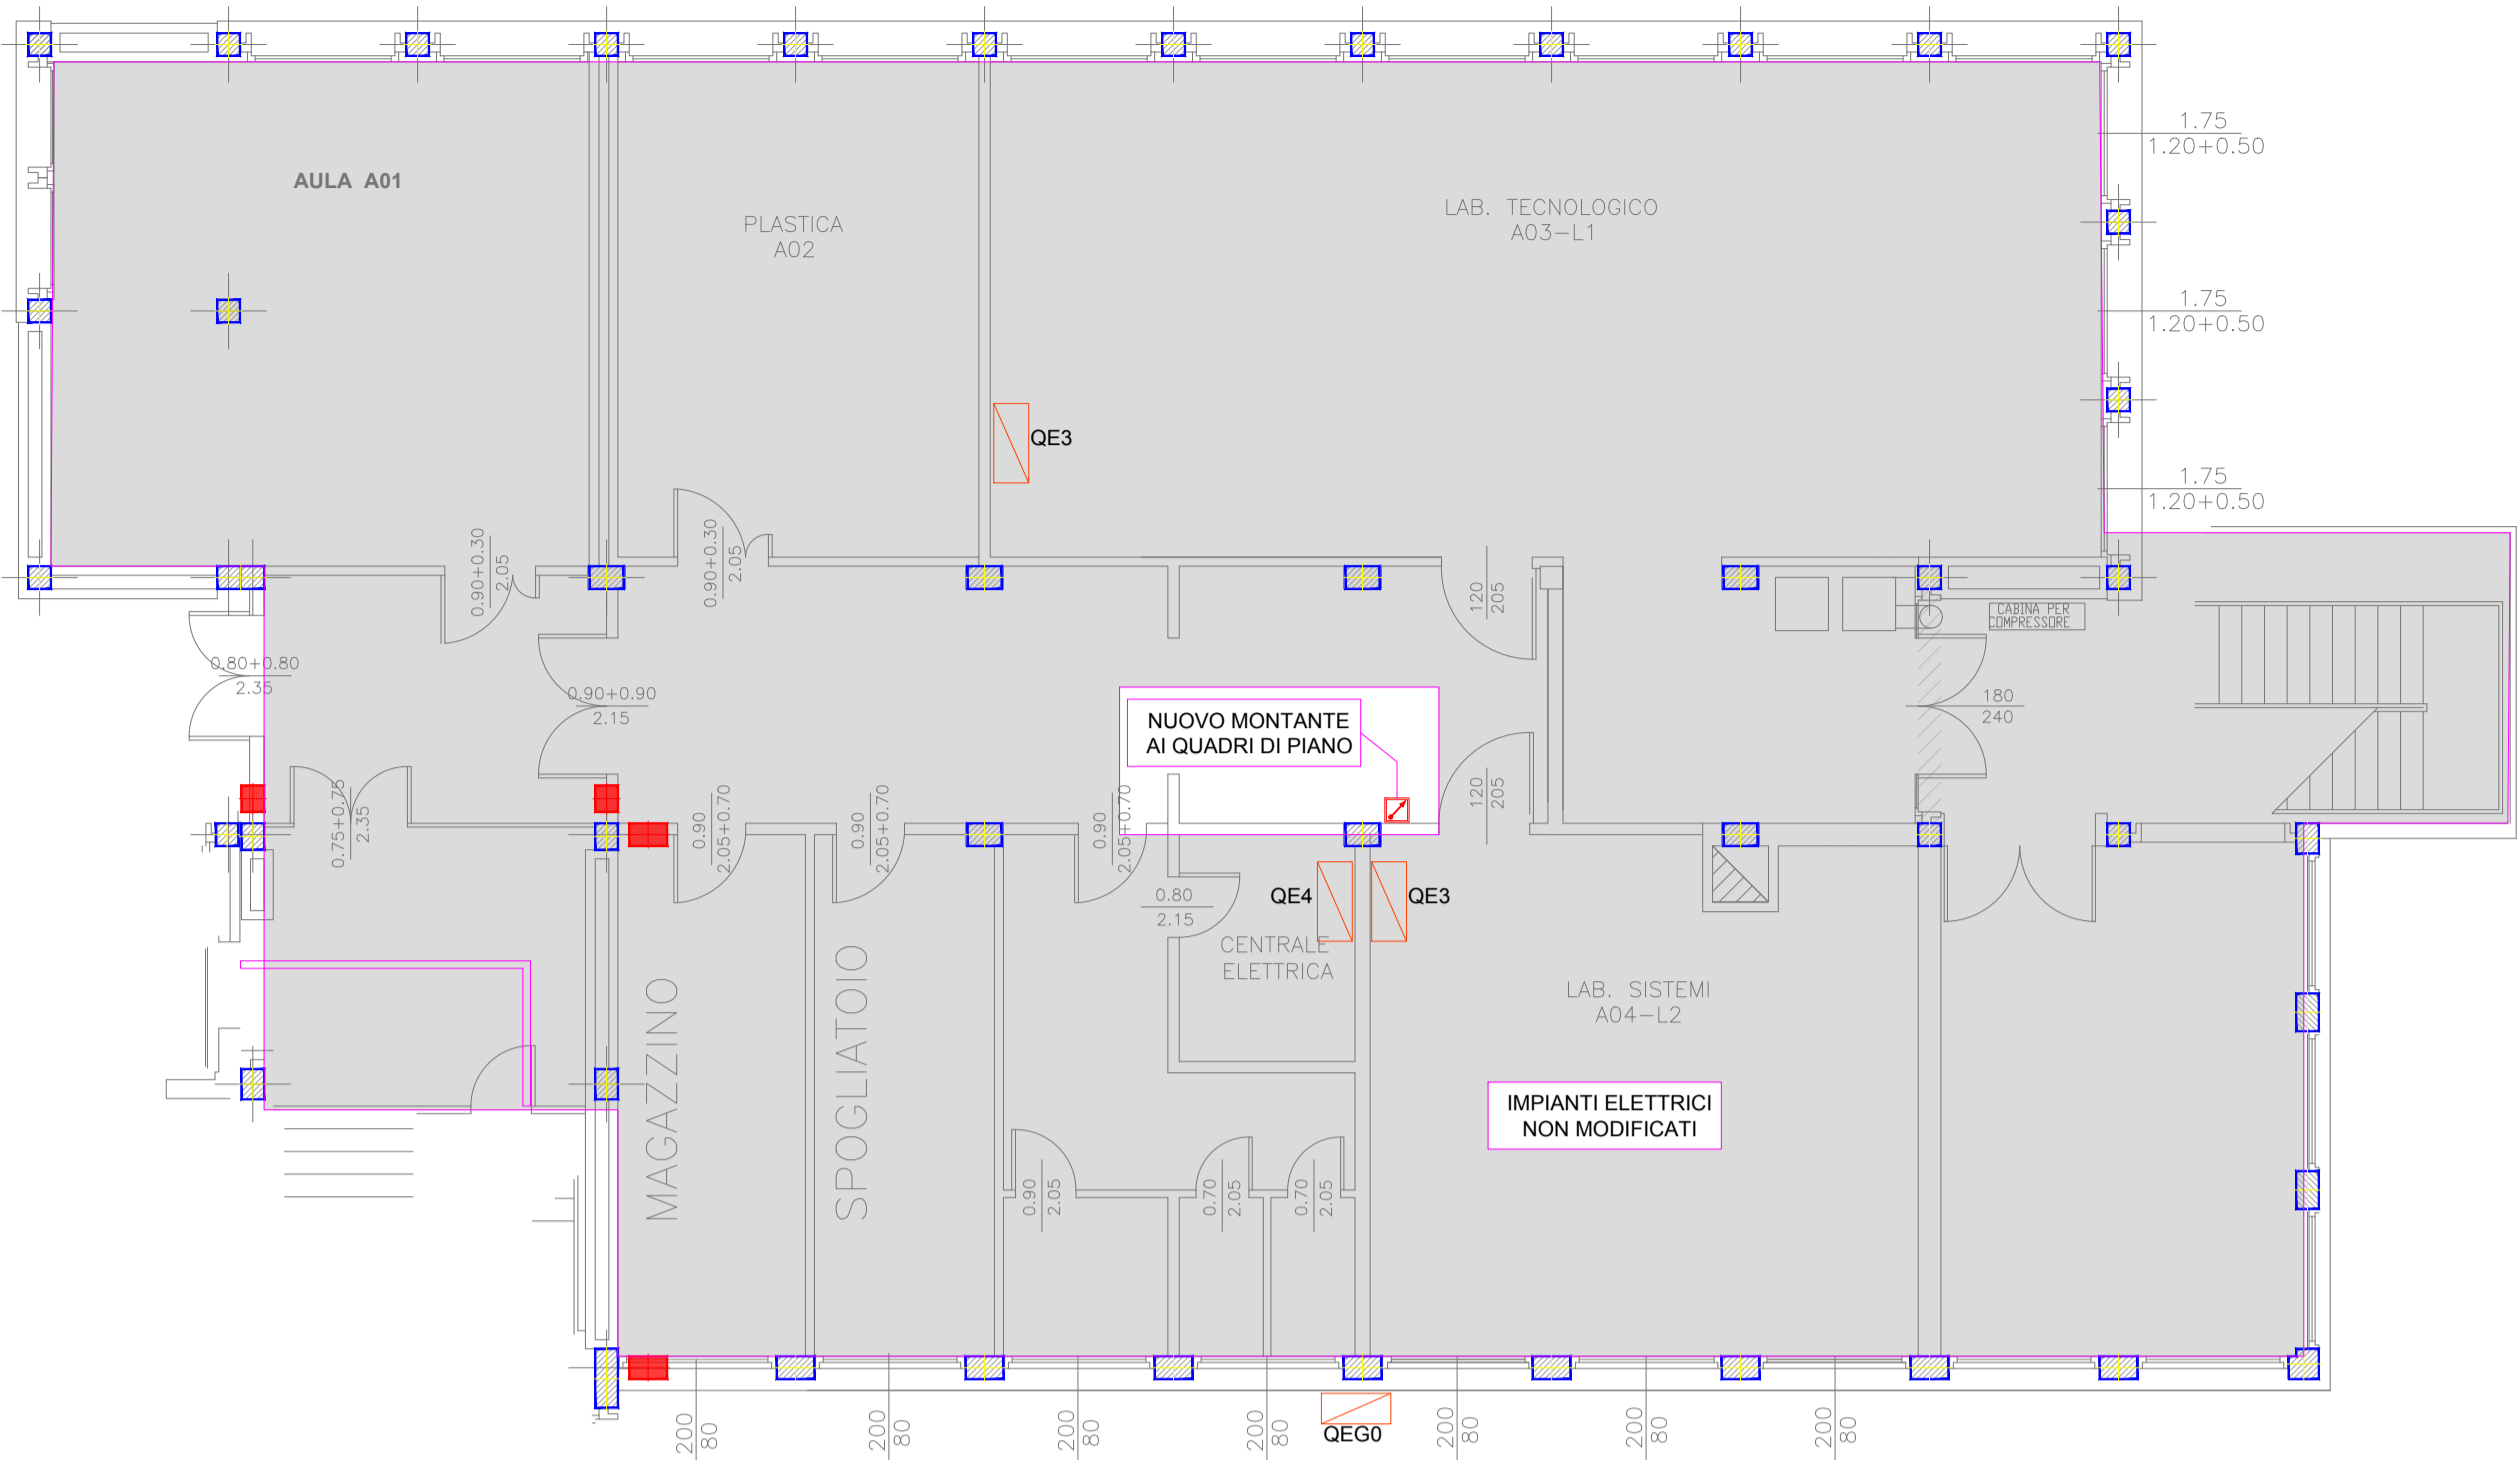 1.75
1.20+0.50
AULA A01
LAB. TECNOLOGICO
A03-L1
PLASTICA
A02
1.75
1.20+0.50
QE3
1.75
1.20+0.50
0.90+0.30
2.05
0.90+0.30
2.05
120
205
CABINA PER
COMPRESSORE
0.80+0.80
2.35
0.90+0.90
2.15
180
240
NUOVO MONTANTE
AI QUADRI DI PIANO
120
205
0.75+0.75
2.35
0.90
2.05+0.70
0.90
2.05+0.70
0.90
2.05+0.70
0.80
2.15
QE4
QE3
CENTRALE
ELETTRICA
MAGAZZINO
SPOGLIATOIO
LAB. SISTEMI
A04-L2
IMPIANTI ELETTRICI
NON MODIFICATI
0.90
2.05
0.70
2.05
0.70
2.05
200
80
200
80
200
80
200
80
QEG0
200
80
200
80
200
80